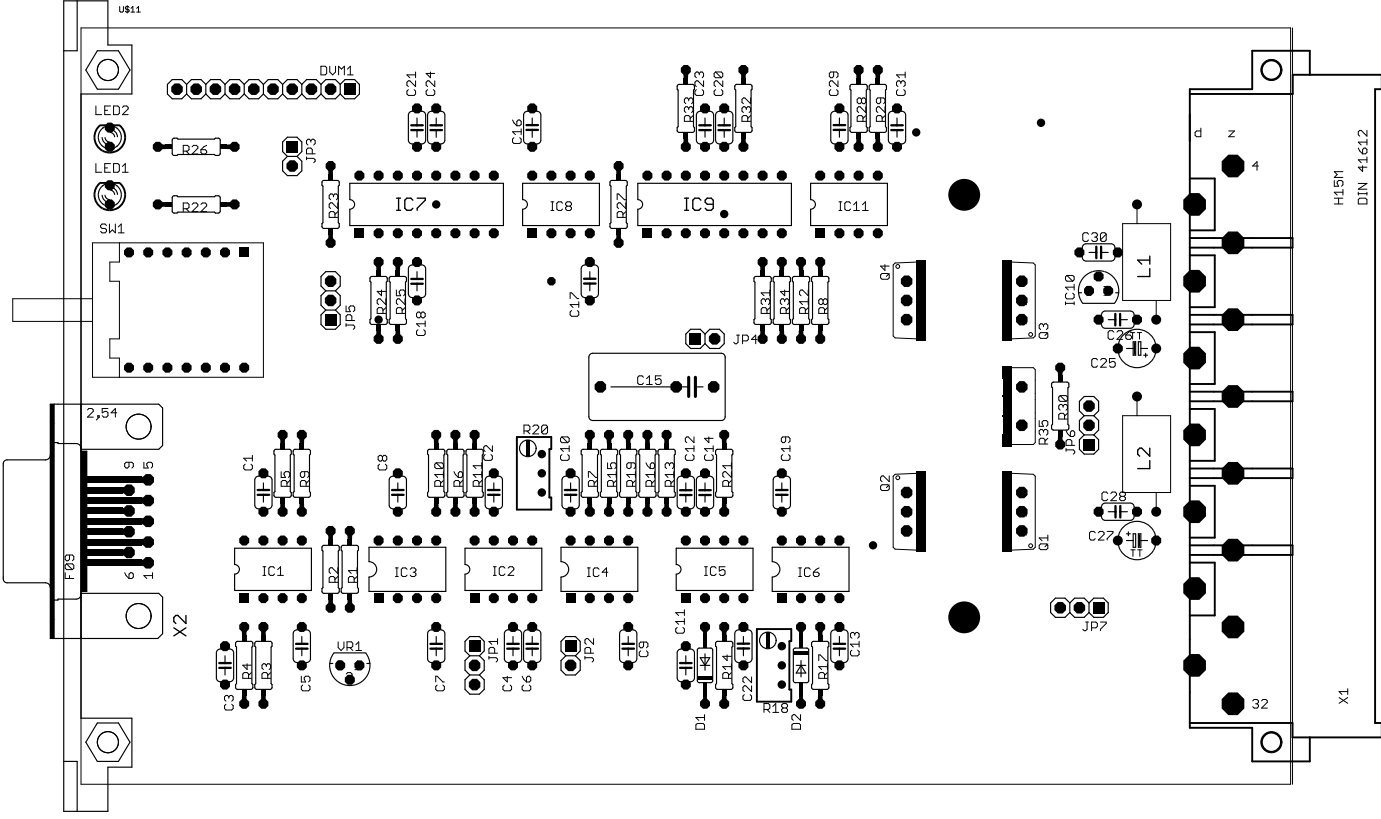 U$11
DVM1
C21
C24
C16
R33
C23
C20
R32
C29
R28
R29
C31
LED2
R26
JP3
d
z
4
H15M
DIN 41612
LED1
R22
R23
IC7
IC8
R27
IC9
IC11
SW1
C30
L1
Q4
IC10
JP5
R24
R25
C18
C17
R31
R34
R12
R8
Q3
C26
TT
C25
JP4
C15
R30
JP6
R35
2,54
9
5
C1
R5
R9
C8
R10
R6
R11
C2
R20
C10
R7
R15
R19
R16
R13
C12
C14
R21
C19
Q2
Q1
L2
C28
C27
TT
F09
6
1
IC1
R2
R1
IC3
IC2
IC4
IC5
IC6
X2
JP7
C3
R4
R3
C5
VR1
C7
JP1
C4
C6
JP2
C9
C11
D1
R14
C22
R18
D2
R17
C13
32
X1